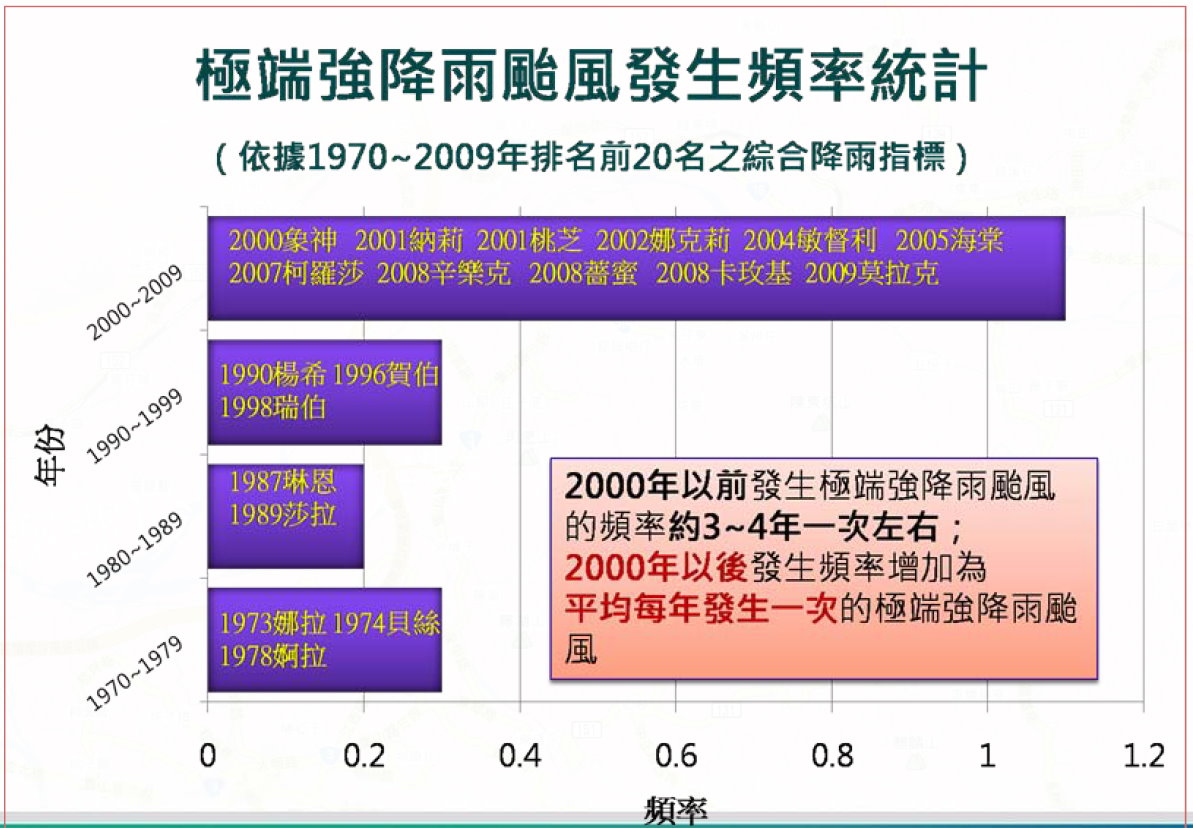 極端強降雨颱風發生頻率統計
(依據1970~2009年排名前20名之綜合降雨指標)
2000象神 2001納莉 2001桃芝 2002娜克莉 2004敏督利 2005海棠
2007柯羅莎 2008辛樂克 2008薔蜜 2008卡玫基 2009莫拉克
2000~2009
1990楊希 1996賀伯
1998瑞伯
1990~1999
年份
1987琳恩
1989莎拉
1980~1989
1973娜拉 1974貝絲
1978婀拉
1970~1979
2000年以前發生極端強降雨颱風
的頻率約3~4年一次左右;
2000年以後發生頻率增加為
平均每年發生一次的極端強降雨颱
風
0 0.2 0.4 0.6 0.8 1 1.2
頻率